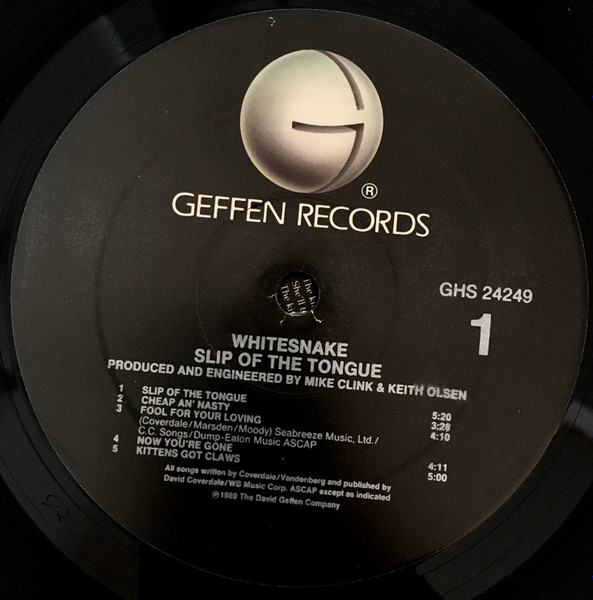 ®
GEFFEN RECORDS
GHS 24249
1
WHITESNAKE
SLIP OF THE TONGUE
PRODUCED AND ENGINEERED BY MIKE CLINK & KEITH OLSEN
1 SLIP OF THE TONGUE 5:20
2 CHEAP AN' NASTY 3:28
3 FOOL FOR YOUR LOVING 4:10
(Coverdale/Marsden/Moody) Seabreeze Music, Ltd./
C.C. Songs/Dump-Eaton Music ASCAP
4 NOW YOU'RE GONE 4:11
5 KITTENS GOT CLAWS 5:00
All songs written by Coverdale/Vandenberg and published by
David Coverdale/WB Music Corp. ASCAP except as indicated
℗1989 The David Geffen Company